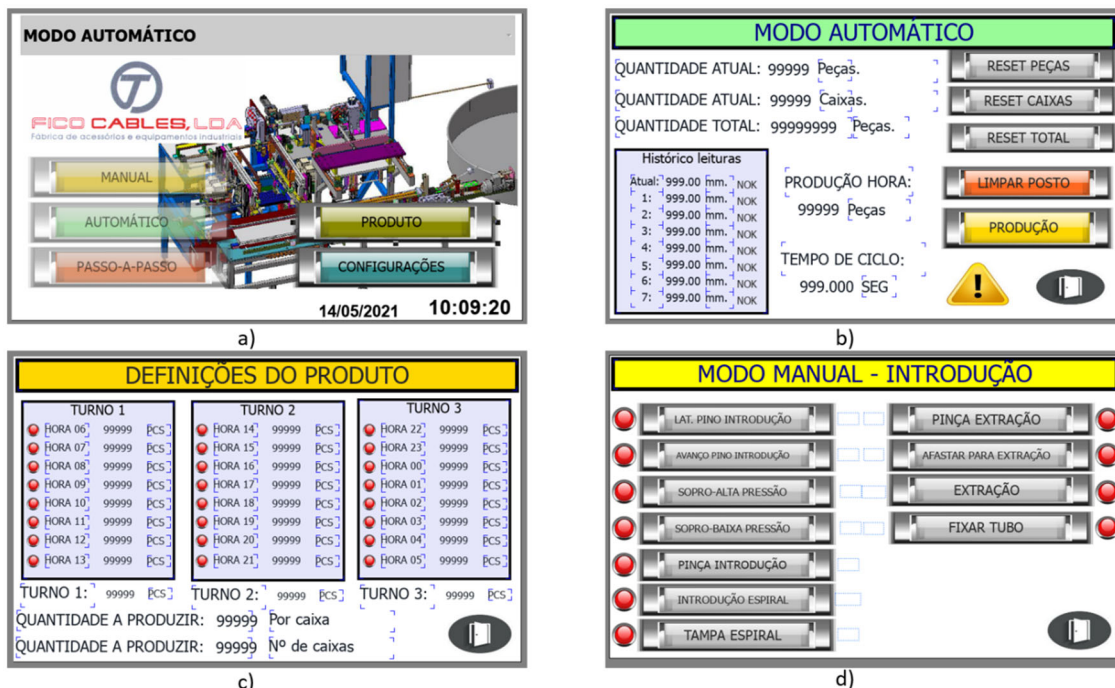 MODO AUTOMÁTICO
FICO CABLES, LDA
Fábrica de acessórios e equipamentos industriais
MANUAL
AUTOMÁTICO
PRODUTO
PASSO-A-PASSO
CONFIGURAÇÕES
14/05/2021 10:09:20
a)
MODO AUTOMÁTICO
QUANTIDADE ATUAL: 99999 Peças.
RESET PEÇAS
QUANTIDADE ATUAL: 99999 Caixas.
RESET CAIXAS
QUANTIDADE TOTAL: 99999999 Peças.
RESET TOTAL
Histórico leituras
Atual: 999.00 mm. NOK
1: 999.00 mm. NOK
2: 999.00 mm. NOK
3: 999.00 mm. NOK
4: 999.00 mm. NOK
5: 999.00 mm. NOK
6: 999.00 mm. NOK
7: 999.00 mm. NOK
PRODUÇÃO HORA:
99999 Peças
TEMPO DE CICLO:
999.000 SEG
LIMPAR POSTO
PRODUÇÃO
b)
DEFINIÇÕES DO PRODUTO
TURNO 1
HORA 06 99999 PCS
HORA 07 99999 PCS
HORA 08 99999 PCS
HORA 09 99999 PCS
HORA 10 99999 PCS
HORA 11 99999 PCS
HORA 12 99999 PCS
HORA 13 99999 PCS
TURNO 2
HORA 14 99999 PCS
HORA 15 99999 PCS
HORA 16 99999 PCS
HORA 17 99999 PCS
HORA 18 99999 PCS
HORA 19 99999 PCS
HORA 20 99999 PCS
HORA 21 99999 PCS
TURNO 3
HORA 22 99999 PCS
HORA 23 99999 PCS
HORA 00 99999 PCS
HORA 01 99999 PCS
HORA 02 99999 PCS
HORA 03 99999 PCS
HORA 04 99999 PCS
HORA 05 99999 PCS
TURNO 1: 99999 PCS TURNO 2: 99999 PCS TURNO 3: 99999 PCS
QUANTIDADE A PRODUZIR: 99999 Por caixa
QUANTIDADE A PRODUZIR: 99999 Nº de caixas
c)
MODO MANUAL - INTRODUÇÃO
LAT. PINO INTRODUÇÃO
AVANÇO PINO INTRODUÇÃO
SOPRO-ALTA PRESSÃO
SOPRO-BAIXA PRESSÃO
PINÇA INTRODUÇÃO
INTRODUÇÃO ESPIRAL
TAMPA ESPIRAL
PINÇA EXTRAÇÃO
AFASTAR PARA EXTRAÇÃO
EXTRAÇÃO
FIXAR TUBO
d)